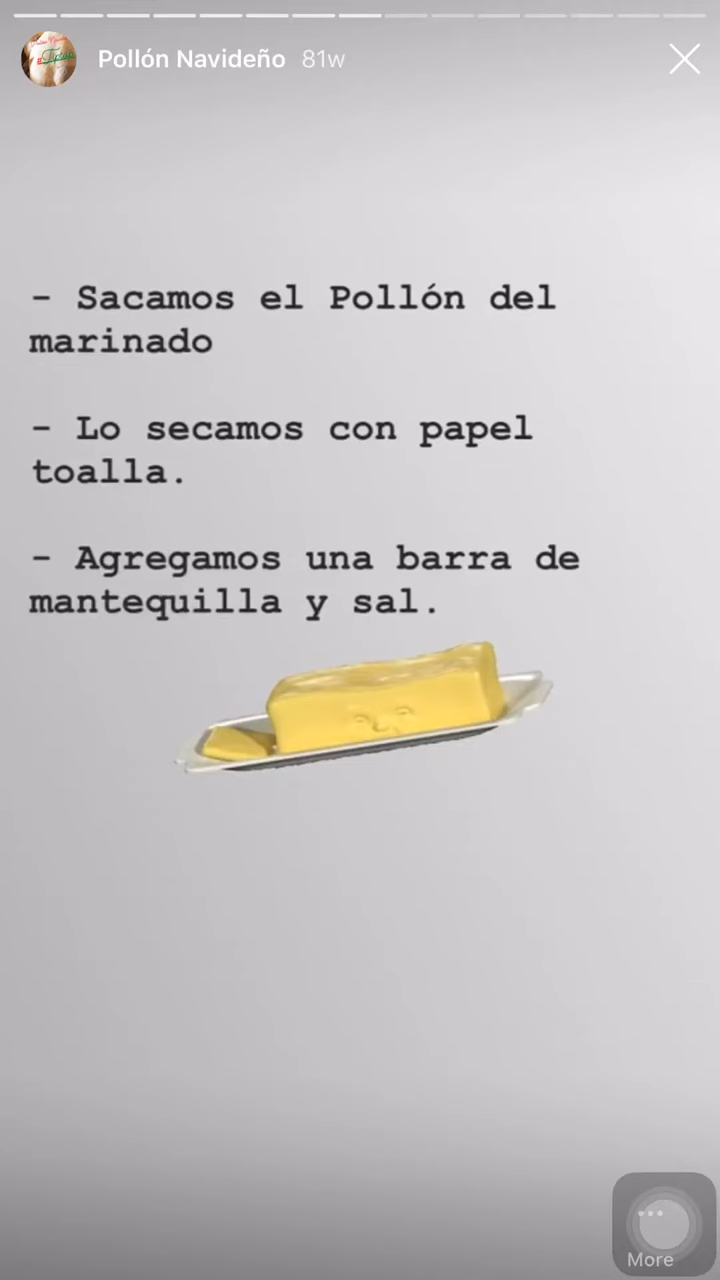 Pollón Navideño 81w
- Sacamos el Pollón del
marinado
- Lo secamos con papel
toalla.
- Agregamos una barra de
mantequilla y sal.
More